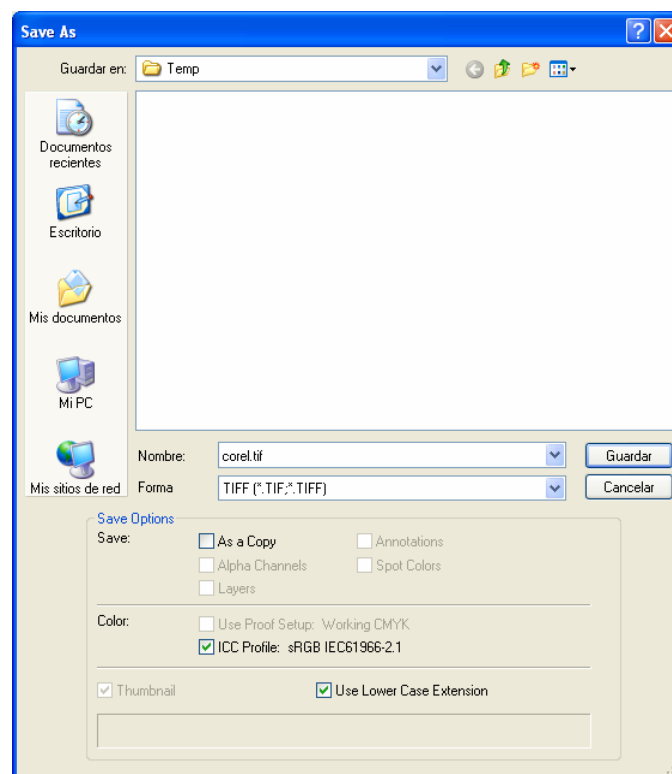 Save As
Guardar en:
Temp
Documentos
recientes
Escritorio
Mis documentos
Mi PC
Mis sitios de red
Nombre:
corel.tif
Guardar
Forma
TIFF (*.TIF;*.TIFF)
Cancelar
Save Options
Save:
As a Copy
Annotations
Alpha Channels
Spot Colors
Layers
Color:
Use Proof Setup: Working CMYK
ICC Profile: sRGB IEC61966-2.1
Thumbnail
Use Lower Case Extension